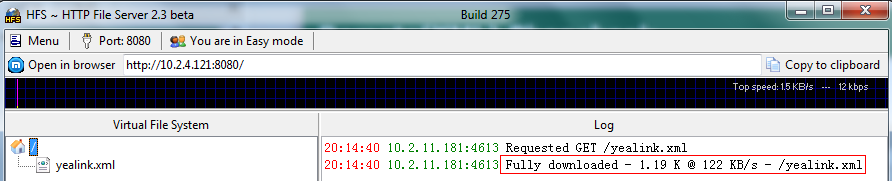 HFS ~ HTTP File Server 2.3 beta Build 275
Menu Port: 8080 You are in Easy mode
Open in browser http://10.2.4.121:8080/ Copy to clipboard
Top speed: 1.5 KB/s --- 12 kbps
Virtual File System Log
/ 20:14:40 10.2.11.181:4613 Requested GET /yealink.xml
yealink.xml 20:14:40 10.2.11.181:4613 Fully downloaded - 1.19 K @ 122 KB/s - /yealink.xml